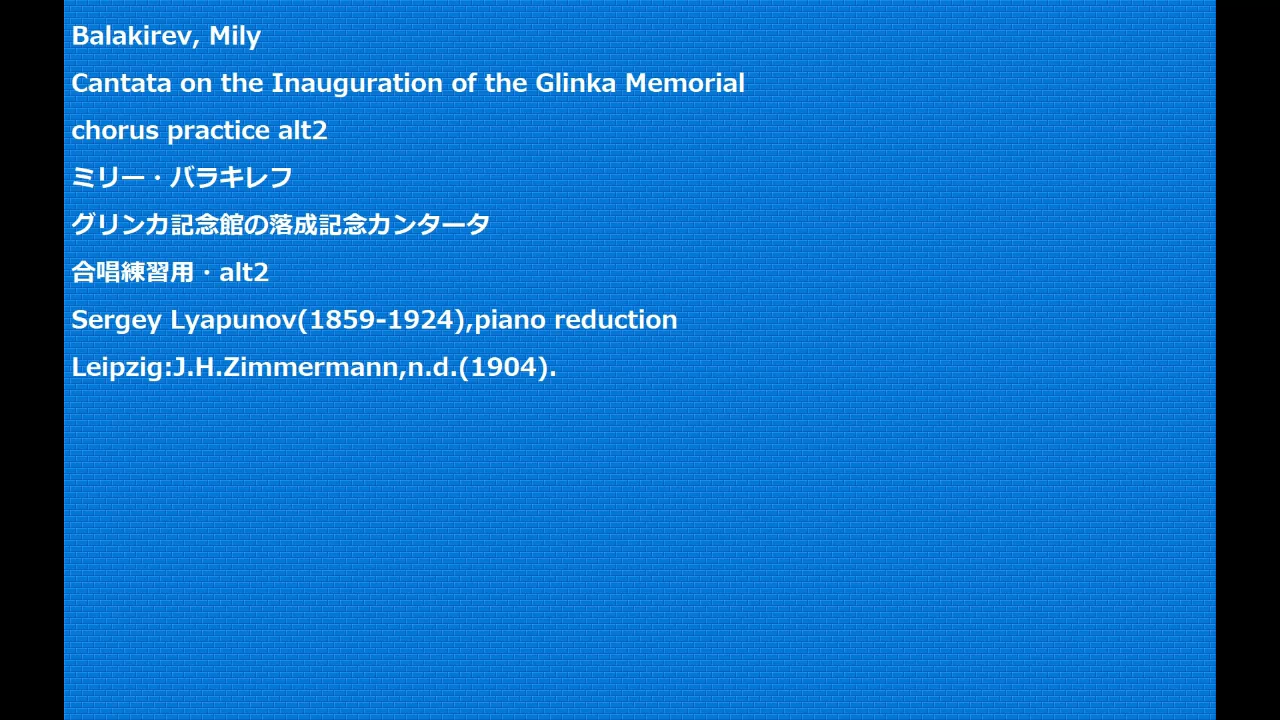 Balakirev, Mily
Cantata on the Inauguration of the Glinka Memorial
chorus practice alt2
ミリー・バラキレフ
グリンカ記念館の落成記念カンタータ
合唱練習用・alt2
Sergey Lyapunov(1859-1924),piano reduction
Leipzig:J.H.Zimmermann,n.d.(1904).